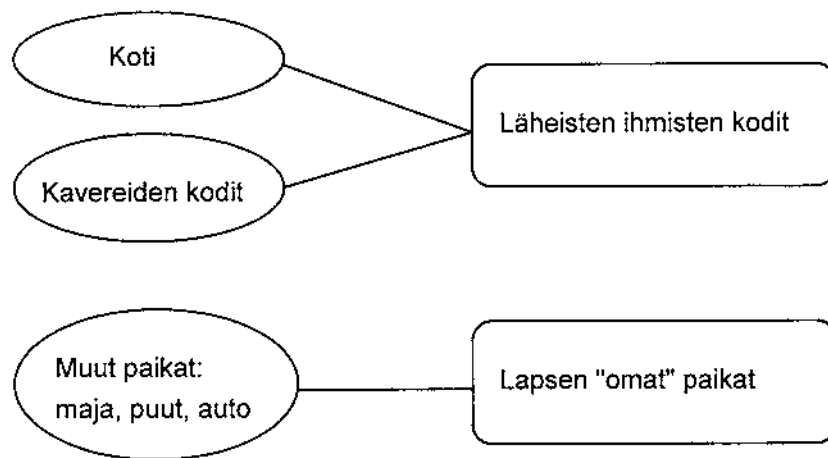 Koti
Läheisten ihmisten kodit
Kavereiden kodit
Muut paikat:
maja, puut, auto
Lapsen "omat" paikat